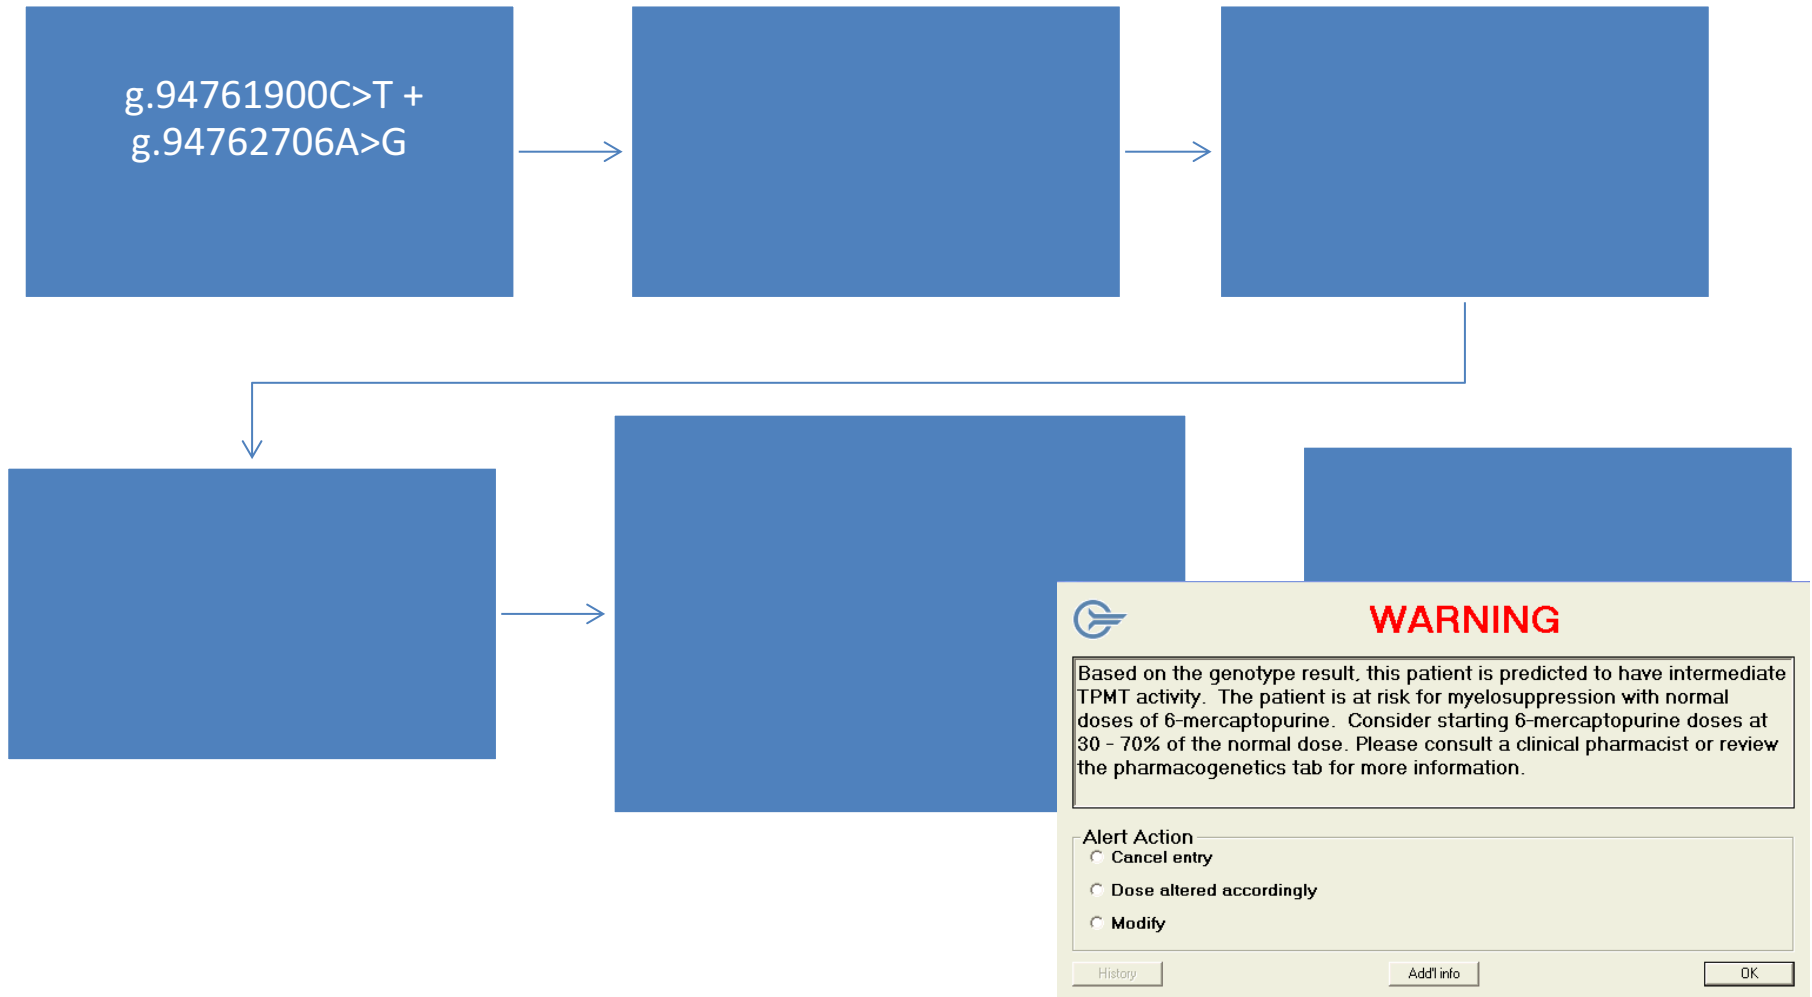 g.94761900C>T +
g.94762706A>G
WARNING
Based on the genotype result, this patient is predicted to have intermediate
TPMT activity. The patient is at risk for myelosuppression with normal
doses of 6-mercaptopurine. Consider starting 6-mercaptopurine doses at
30 - 70% of the normal dose. Please consult a clinical pharmacist or review
the pharmacogenetics tab for more information.
Alert Action
Cancel entry
Dose altered accordingly
Modify
History
Add'l info
OK